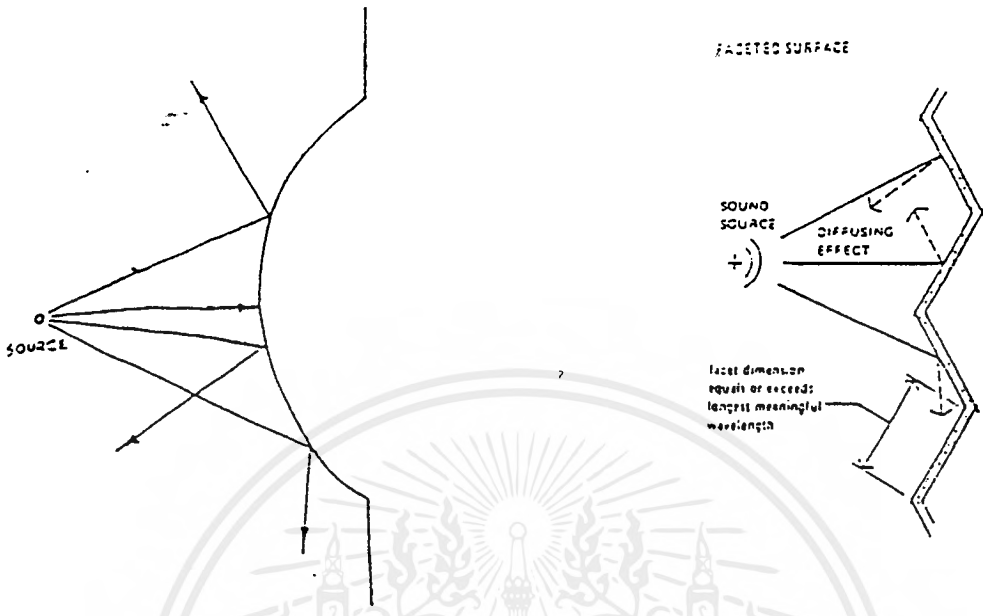 SOURCE
FACETED SURFACE
SOUND
SOURCE
DIFFUSING
EFFECT
facet dimension
equals or exceeds
longest meaningful
wavelength